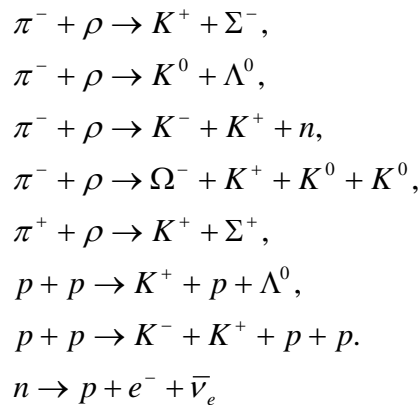 π⁻ + ρ → K⁺ + Σ⁻,
π⁻ + ρ → K⁰ + Λ⁰,
π⁻ + ρ → K⁻ + K⁺ + n,
π⁻ + ρ → Ω⁻ + K⁺ + K⁰ + K⁰,
π⁺ + ρ → K⁺ + Σ⁺,
p + p → K⁺ + p + Λ⁰,
p + p → K⁻ + K⁺ + p + p.
n → p + e⁻ + ν̅ₑ